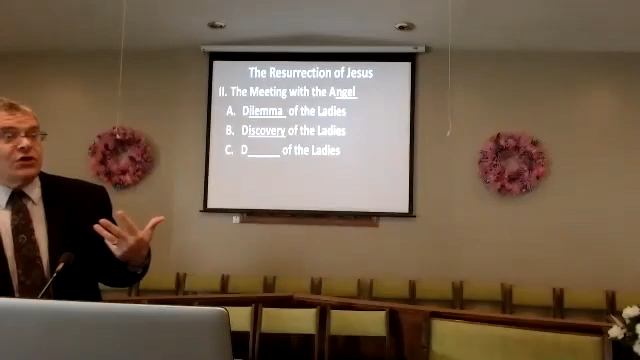 The Resurrection of Jesus
II. The Meeting with the Angel
A. Dilemma of the Ladies
B. Discovery of the Ladies
C. D______ of the Ladies